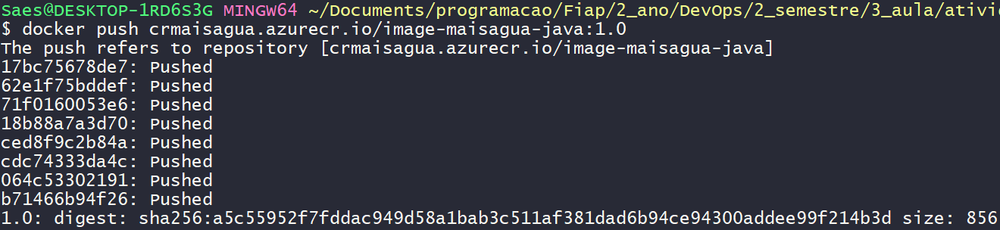 Saes@DESKTOP-1RD6S3G MINGW64 ~/Documents/programacao/Fiap/2_ano/DevOps/2_semestre/3_aula/ativi
$ docker push crmaisagua.azurecr.io/image-maisagua-java:1.0
The push refers to repository [crmaisagua.azurecr.io/image-maisagua-java]
17bc75678de7: Pushed
62e1f75bddef: Pushed
71f0160053e6: Pushed
18b88a7a3d70: Pushed
ced8f9c2b84a: Pushed
cdc74333da4c: Pushed
064c53302191: Pushed
b71466b94f26: Pushed
1.0: digest: sha256:a5c55952f7fddac949d58a1bab3c511af381dad6b94ce94300addee99f214b3d size: 856